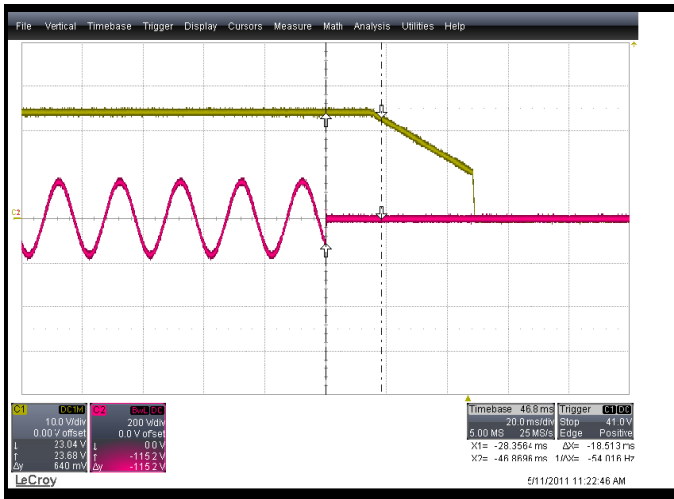 File Vertical Timebase Trigger Display Cursors Measure Math Analysis Utilities Help
C2
C1 DC1M
10.0 V/div
0.00 V offset
↓ 23.04 V
↑ 23.68 V
Δy 640 mV
C2 BwL DC
200 V/div
0.0 V offset
↓ 0.0 V
↑ -115.2 V
Δy -115.2 V
Timebase 46.8 ms
20.0 ms/div
5.00 MS 25 MS/s
Trigger C1 DC
Stop 41.0 V
Edge Positive
X1= -28.3564 ms ΔX= -18.513 ms
X2= -46.8696 ms 1/ΔX= -54.016 Hz
LeCroy
5/11/2011 11:22:46 AM